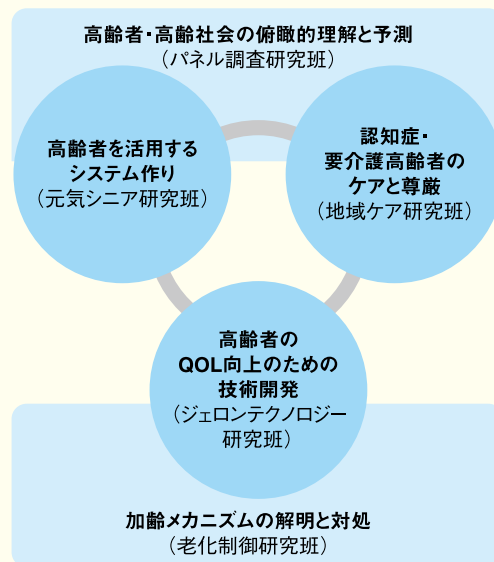 高齢者・高齢社会の俯瞰的理解と予測
（パネル調査研究班）
高齢者を活用する
システム作り
（元気シニア研究班）
認知症・
要介護高齢者の
ケアと尊厳
（地域ケア研究班）
高齢者の
QOL向上のための
技術開発
（ジェロンテクノロジー
研究班）
加齢メカニズムの解明と対処
（老化制御研究班）